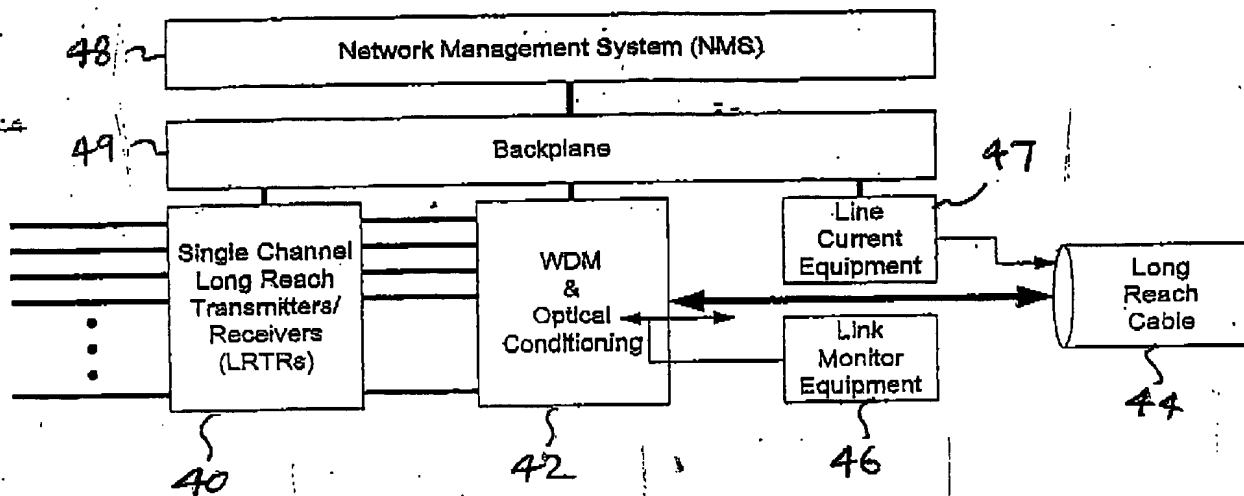 48
Network Management System (NMS)
49
Backplane
47
Single Channel
Long Reach
Transmitters/
Receivers
(LRTRs)
WDM
&
Optical
Conditioning
Line
Current
Equipment
Link
Monitor
Equipment
Long
Reach
Cable
40
42
46
44